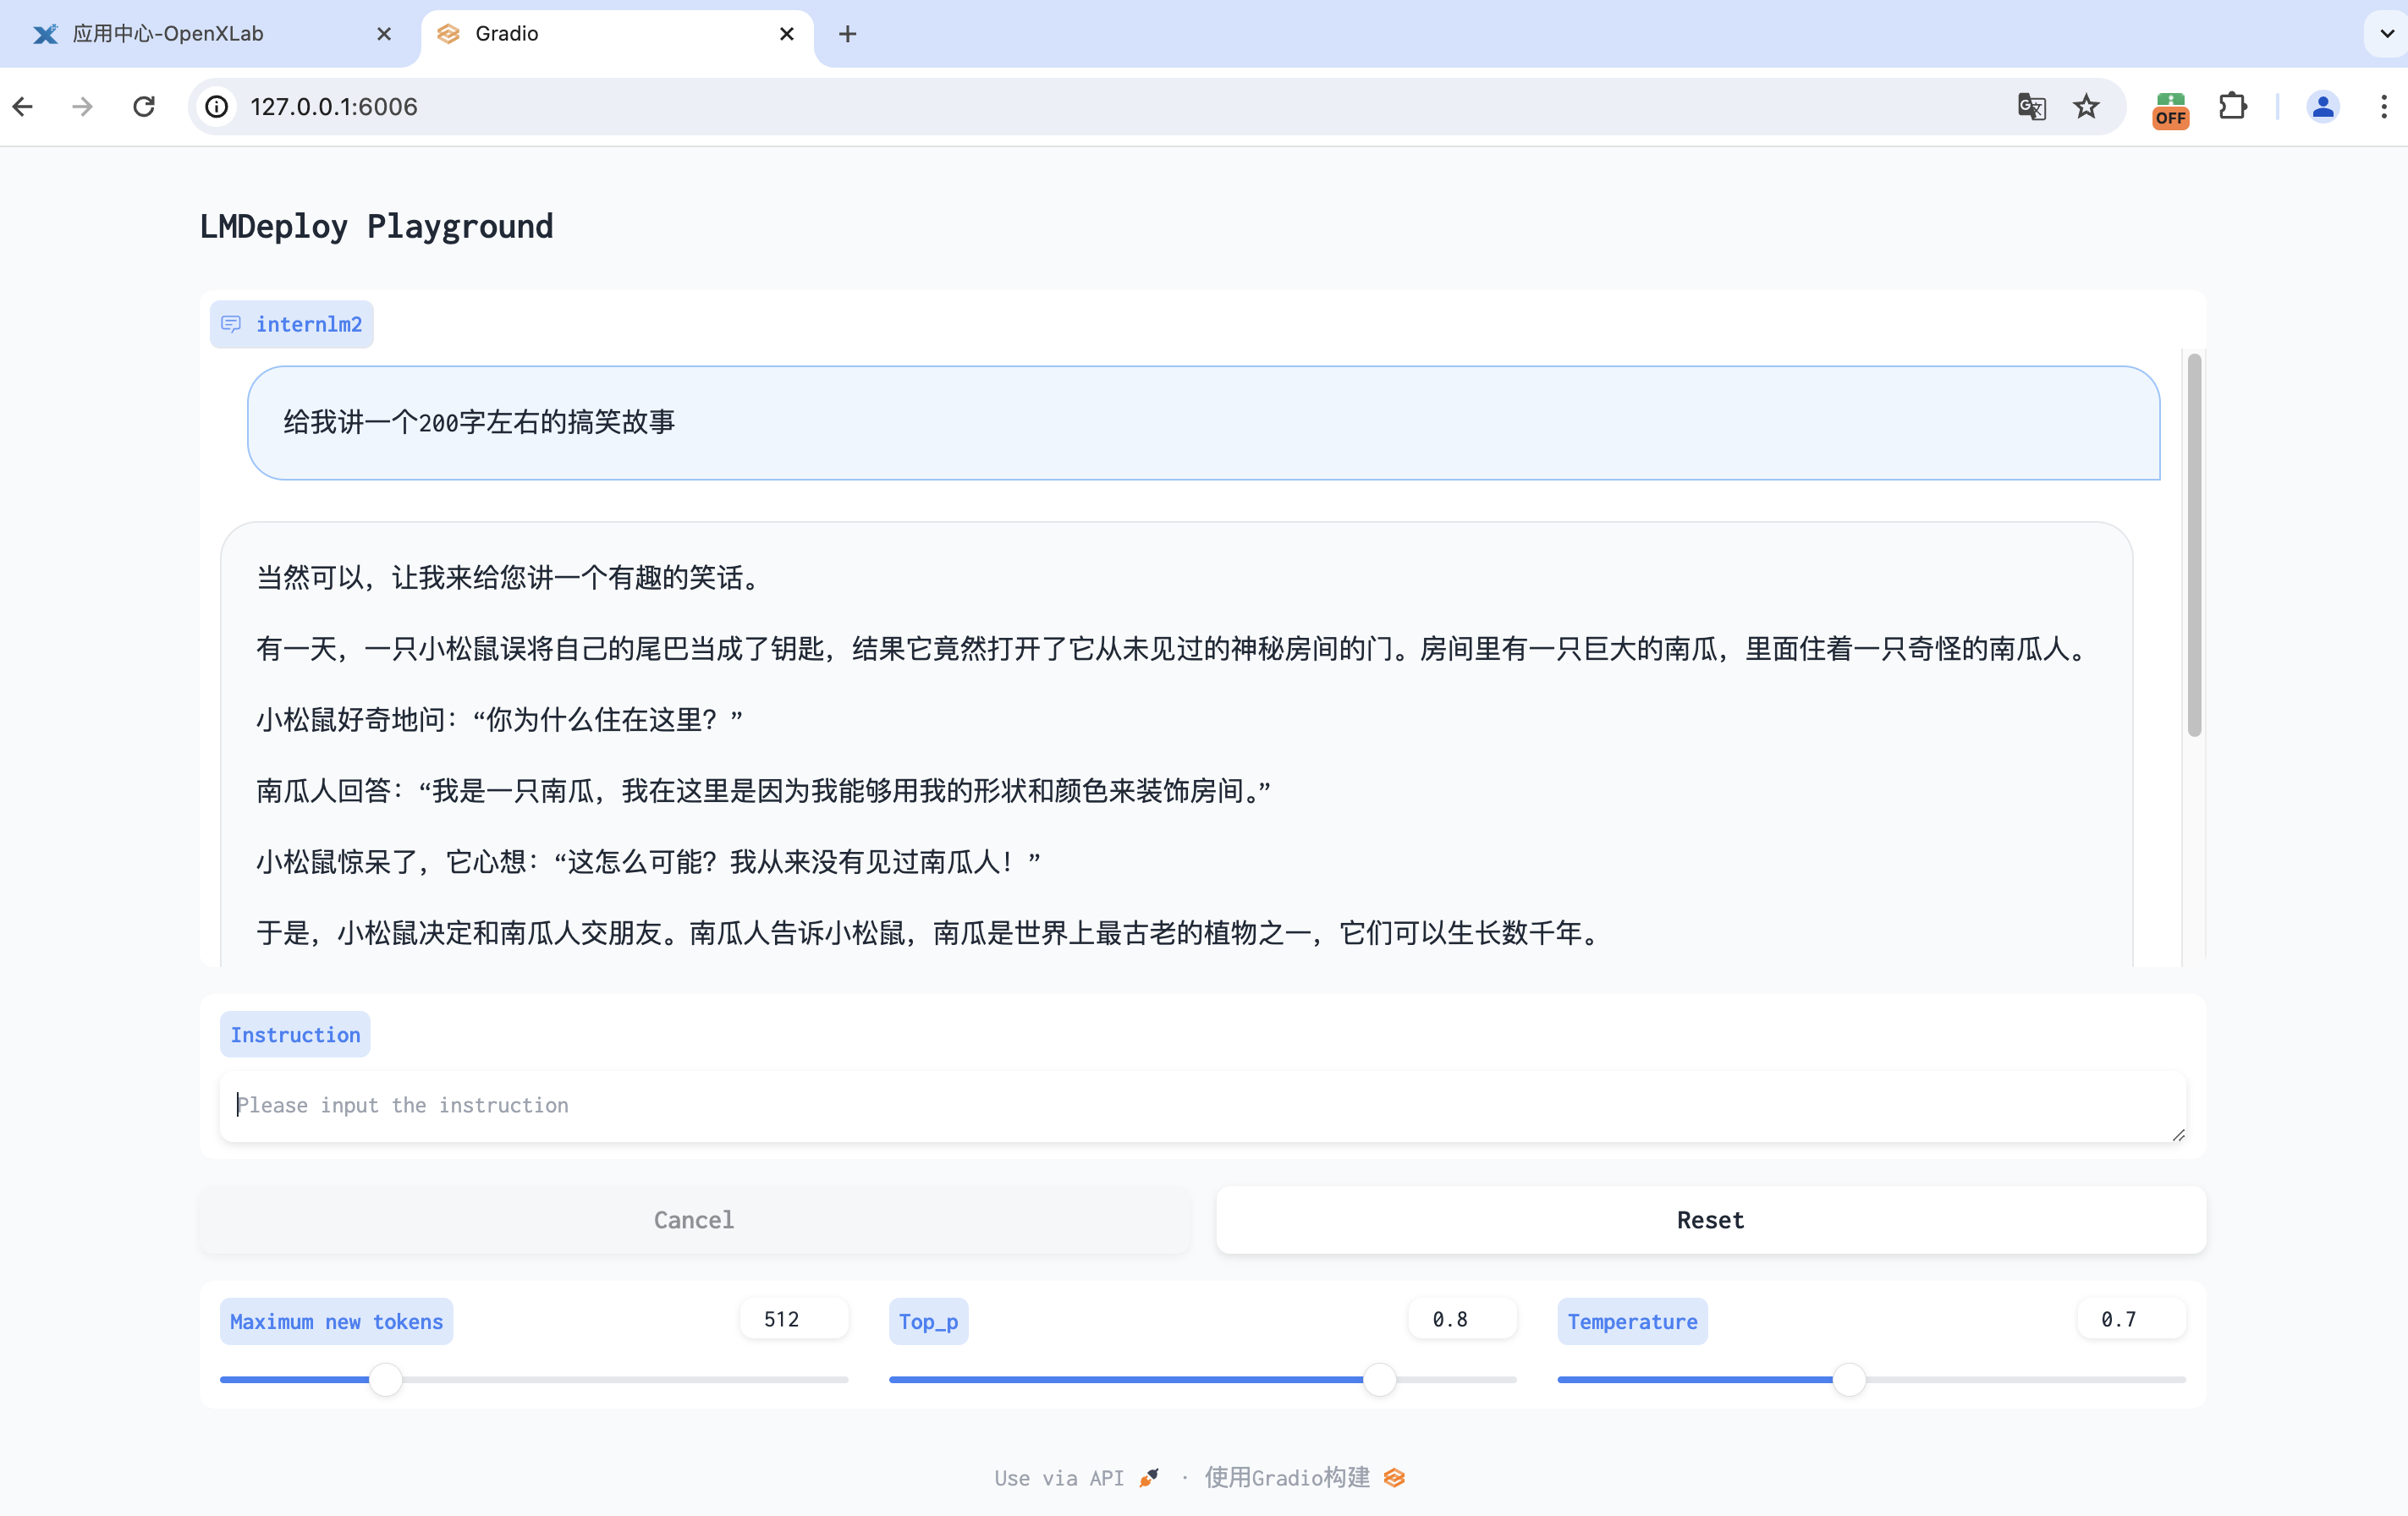 应用中心-OpenXLab
Gradio
127.0.0.1:6006
OFF
LMDeploy Playground
internlm2
给我讲一个200字左右的搞笑故事
当然可以，让我来给您讲一个有趣的笑话。
有一天，一只小松鼠误将自己的尾巴当成了钥匙，结果它竟然打开了它从未见过的神秘房间的门。房间里有一只巨大的南瓜，里面住着一只奇怪的南瓜人。
小松鼠好奇地问：“你为什么住在这里？”
南瓜人回答：“我是一只南瓜，我在这里是因为我能够用我的形状和颜色来装饰房间。”
小松鼠惊呆了，它心想：“这怎么可能？我从来没有见过南瓜人！”
于是，小松鼠决定和南瓜人交朋友。南瓜人告诉小松鼠，南瓜是世界上最古老的植物之一，它们可以生长数千年。
Instruction
Please input the instruction
Cancel
Reset
Maximum new tokens
512
Top_p
0.8
Temperature
0.7
Use via API · 使用Gradio构建